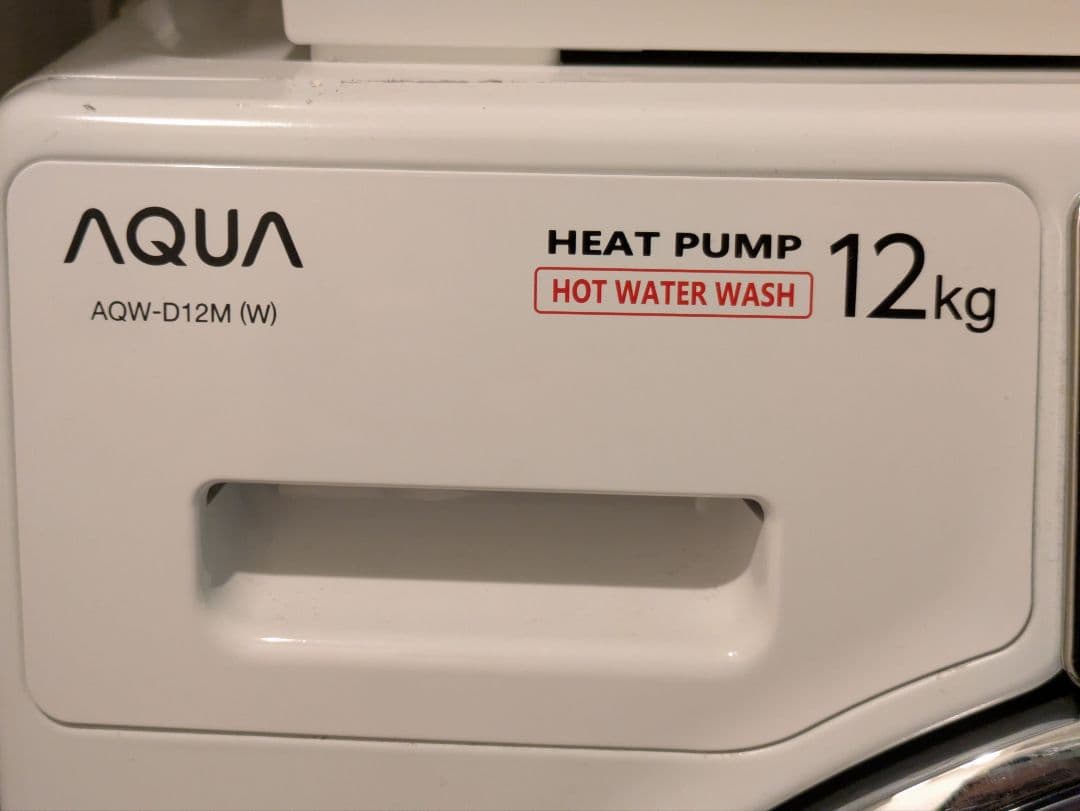 AQUA
AQW-D12M (W)
HEAT PUMP
HOT WATER WASH
12kg